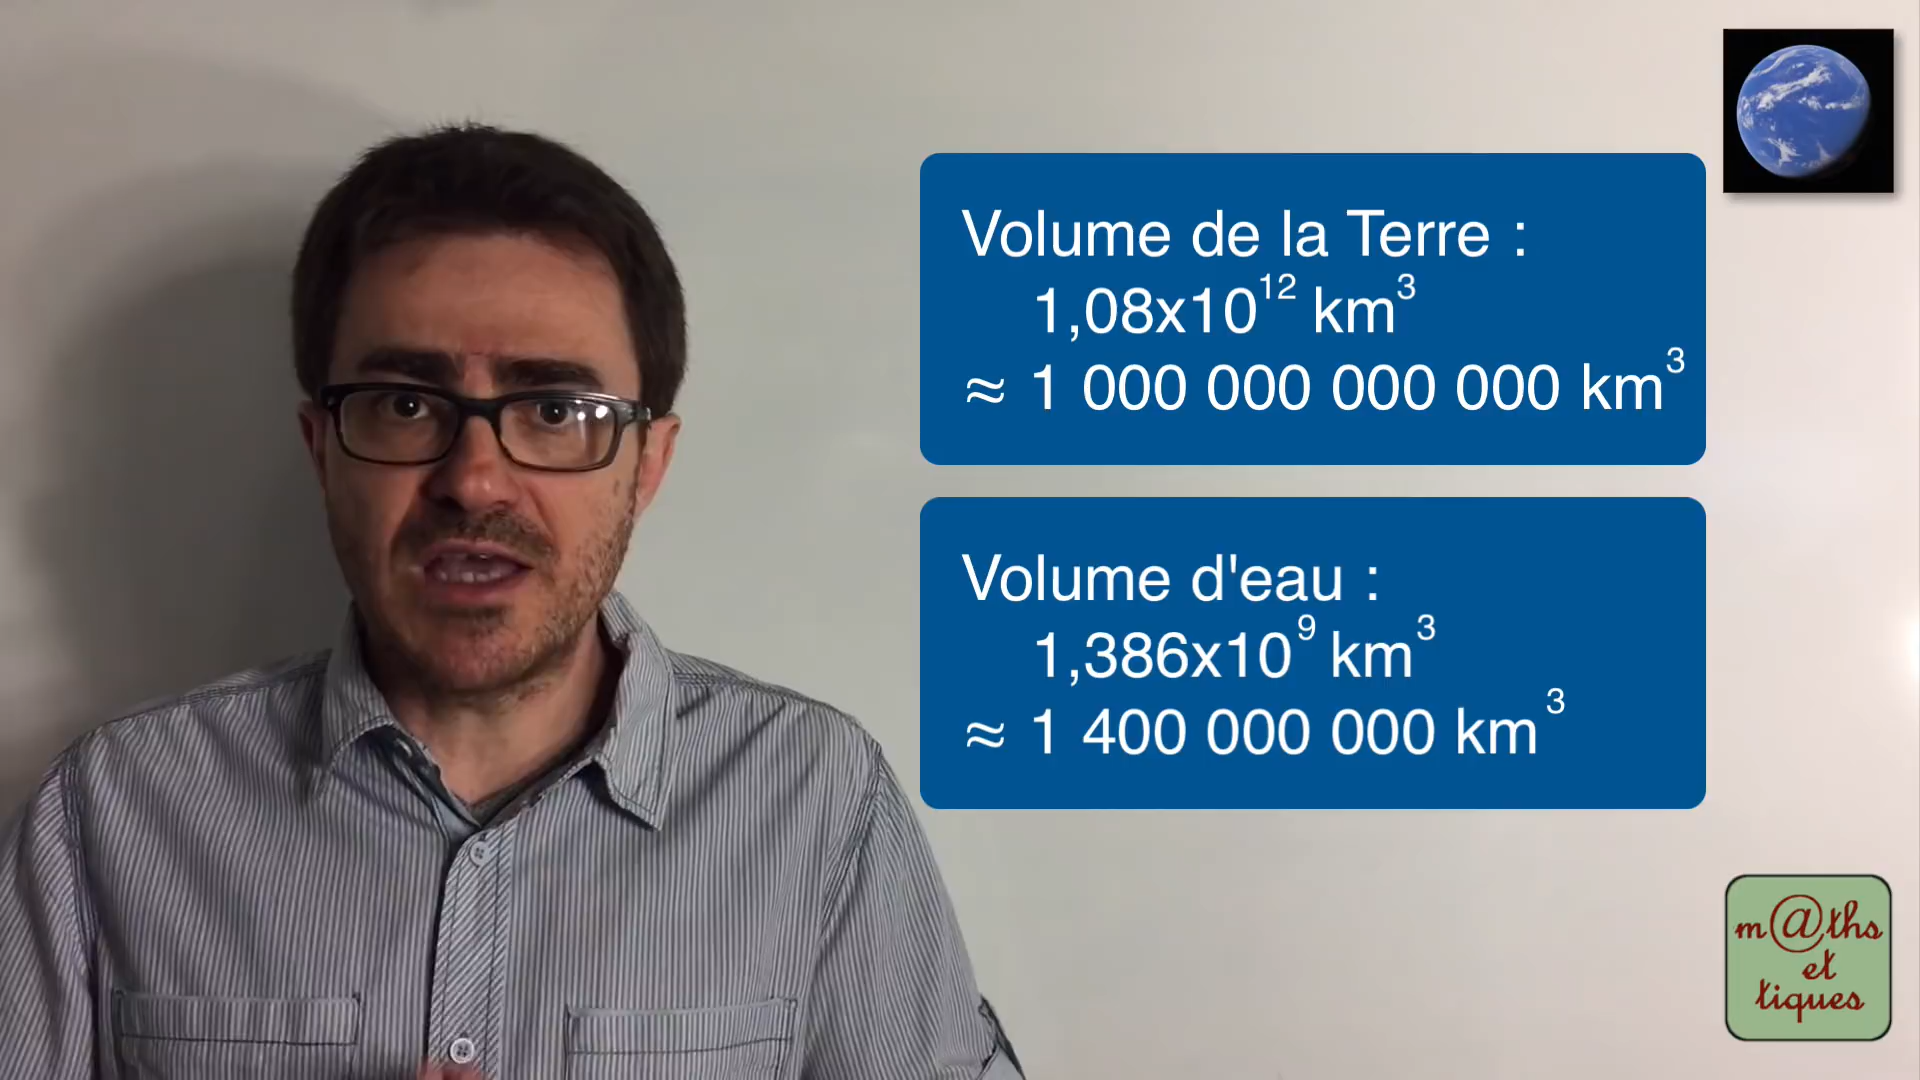 Volume de la Terre :
1,08x10¹² km³
≈ 1 000 000 000 000 km³
Volume d'eau :
1,386x10⁹ km³
≈ 1 400 000 000 km³
m@ths
et
tiques